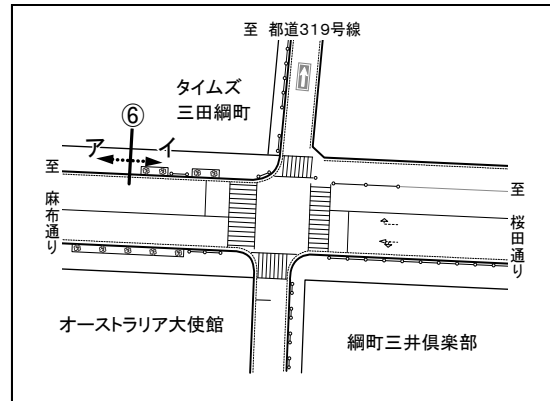 至 都道319号線
タイムズ
三田綱町
⑥
ア イ
至 麻布通り
至 桜田通り
オーストラリア大使館
綱町三井倶楽部